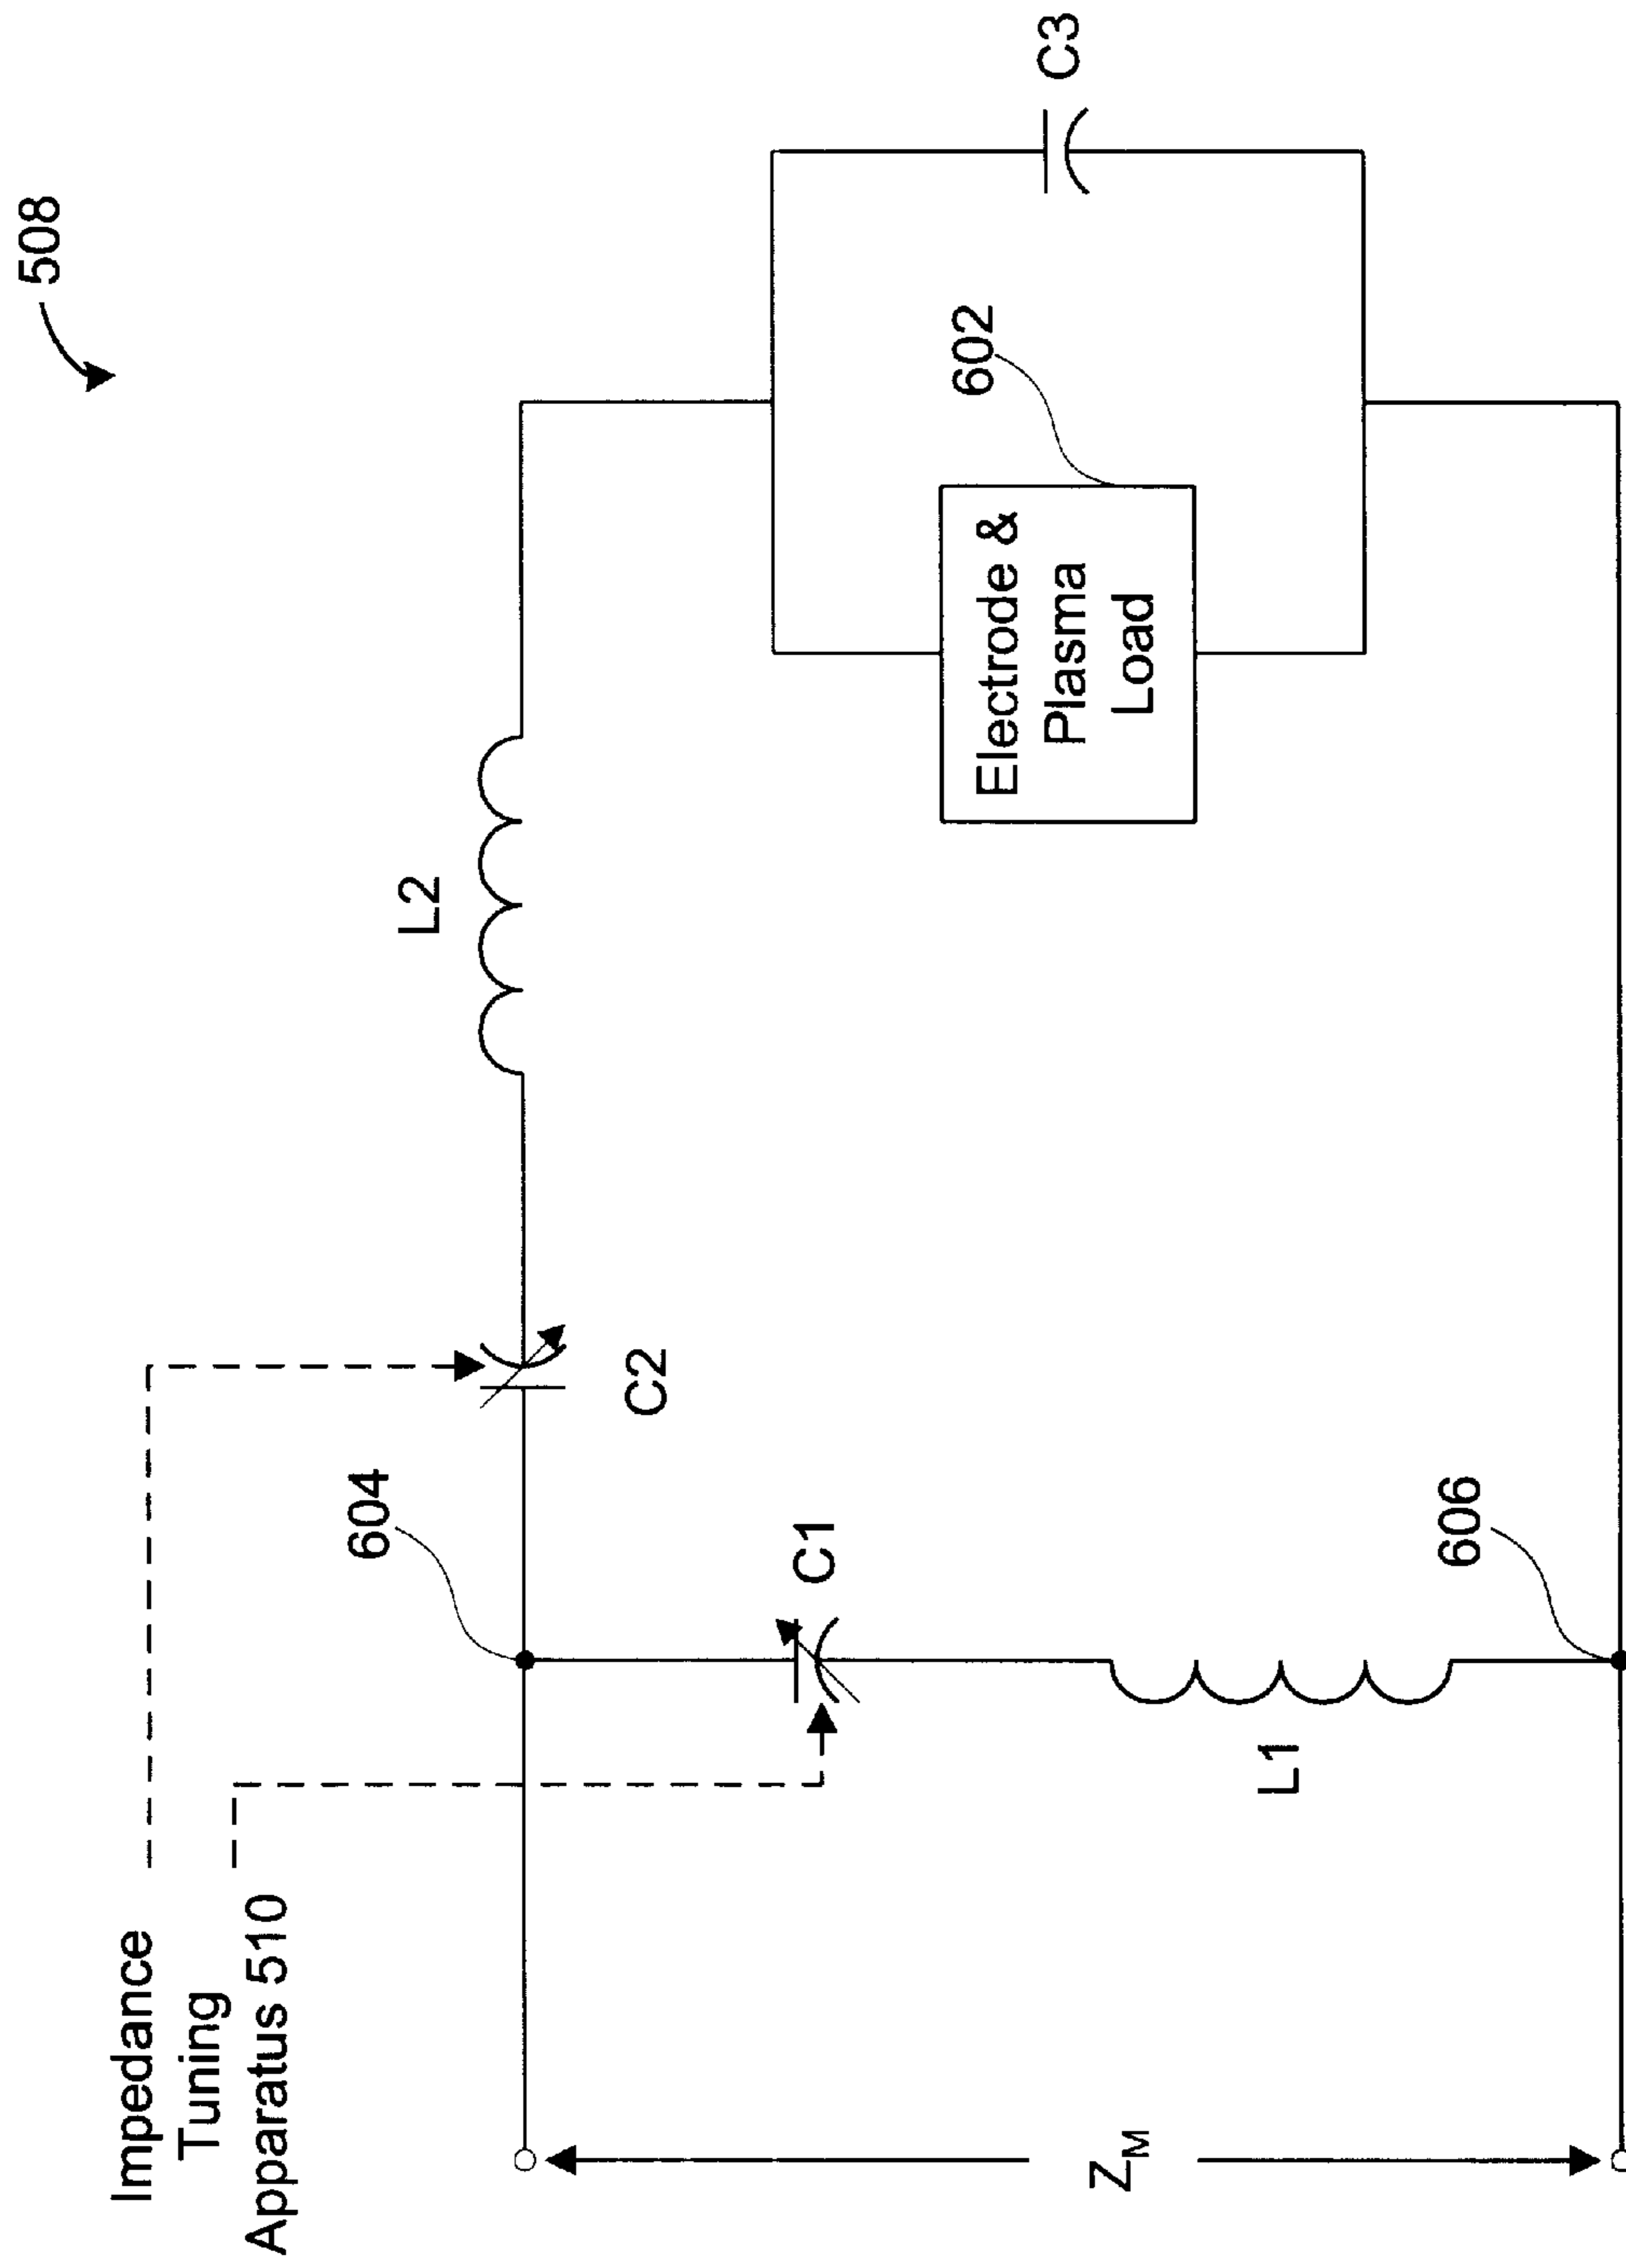 508
Impedance
Tuning
Apparatus 510
604
C2
L2
C1
602
Electrode &
Plasma
Load
C3
Z_M
L1
606